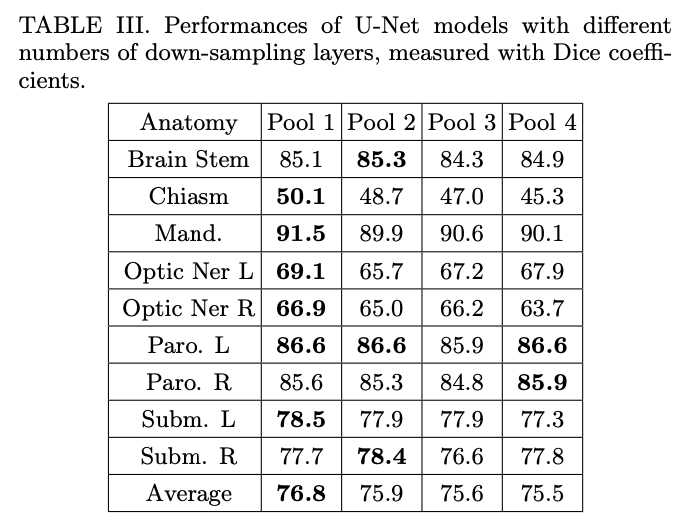 TABLE III. Performances of U-Net models with different
numbers of down-sampling layers, measured with Dice coeffi-
cients.
Anatomy Pool 1 Pool 2 Pool 3 Pool 4
Brain Stem 85.1 85.3 84.3 84.9
Chiasm 50.1 48.7 47.0 45.3
Mand. 91.5 89.9 90.6 90.1
Optic Ner L 69.1 65.7 67.2 67.9
Optic Ner R 66.9 65.0 66.2 63.7
Paro. L 86.6 86.6 85.9 86.6
Paro. R 85.6 85.3 84.8 85.9
Subm. L 78.5 77.9 77.9 77.3
Subm. R 77.7 78.4 76.6 77.8
Average 76.8 75.9 75.6 75.5